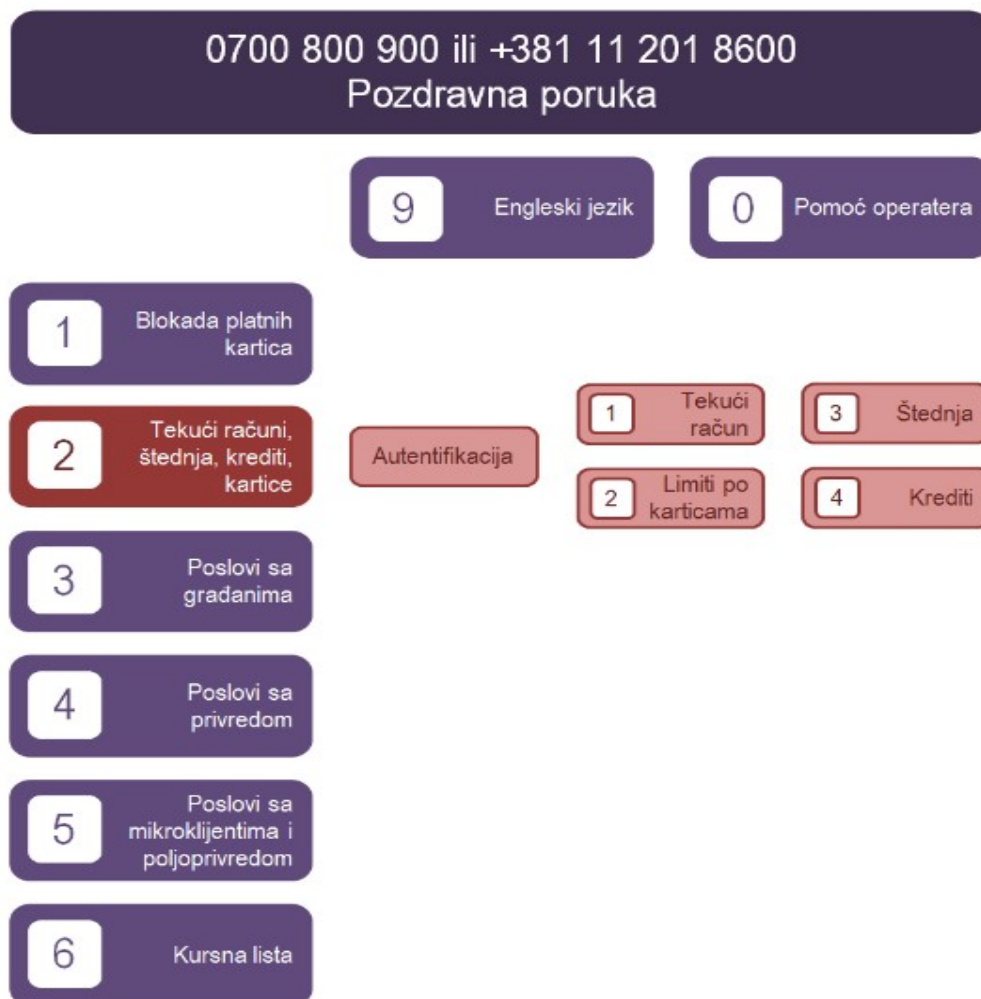 0700 800 900 ili +381 11 201 8600
Pozdravna poruka
9
Engleski jezik
0
Pomoć operatera
1
Blokada platnih
kartica
2
Tekući računi,
štednja, krediti,
kartice
Autentifikacija
1
Tekući
račun
3
Štednja
2
Limiti po
karticama
4
Krediti
3
Poslovi sa
građanima
4
Poslovi sa
privredom
5
Poslovi sa
mikroklijentima i
poljoprivredom
6
Kursna lista